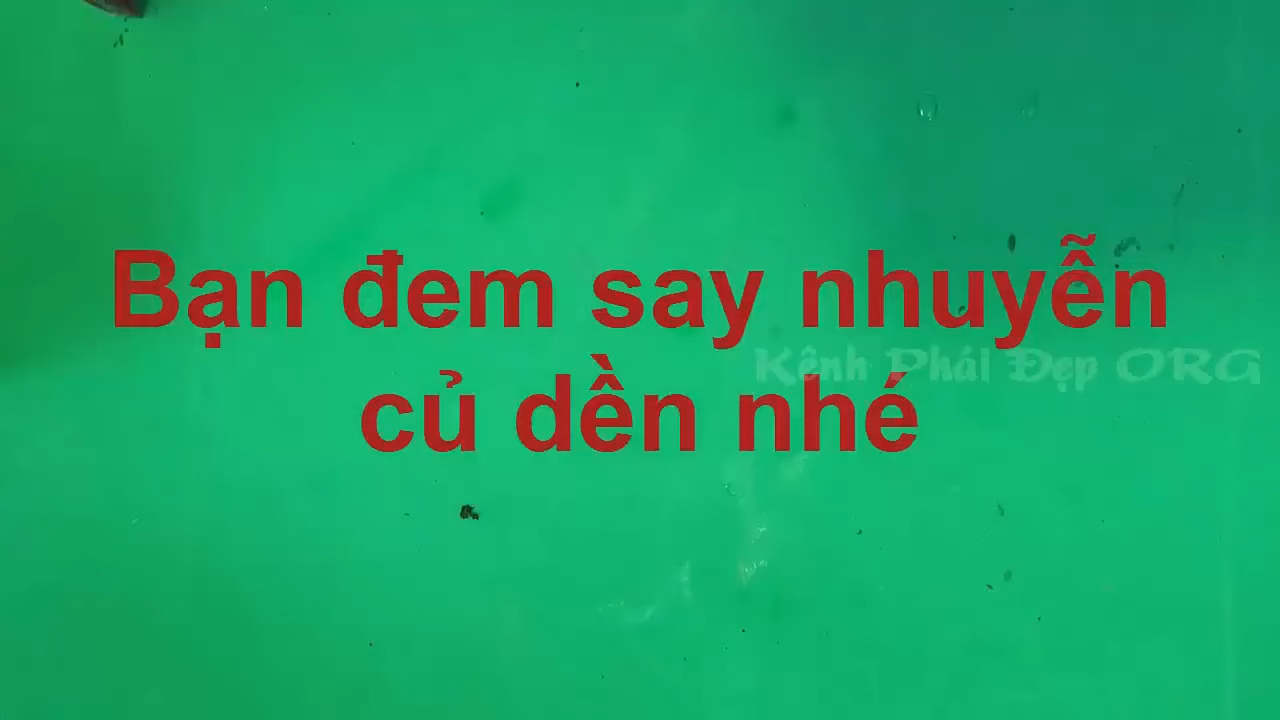 Bạn đem say nhuyễn
Kênh Phái Đẹp ORG
củ dền nhé